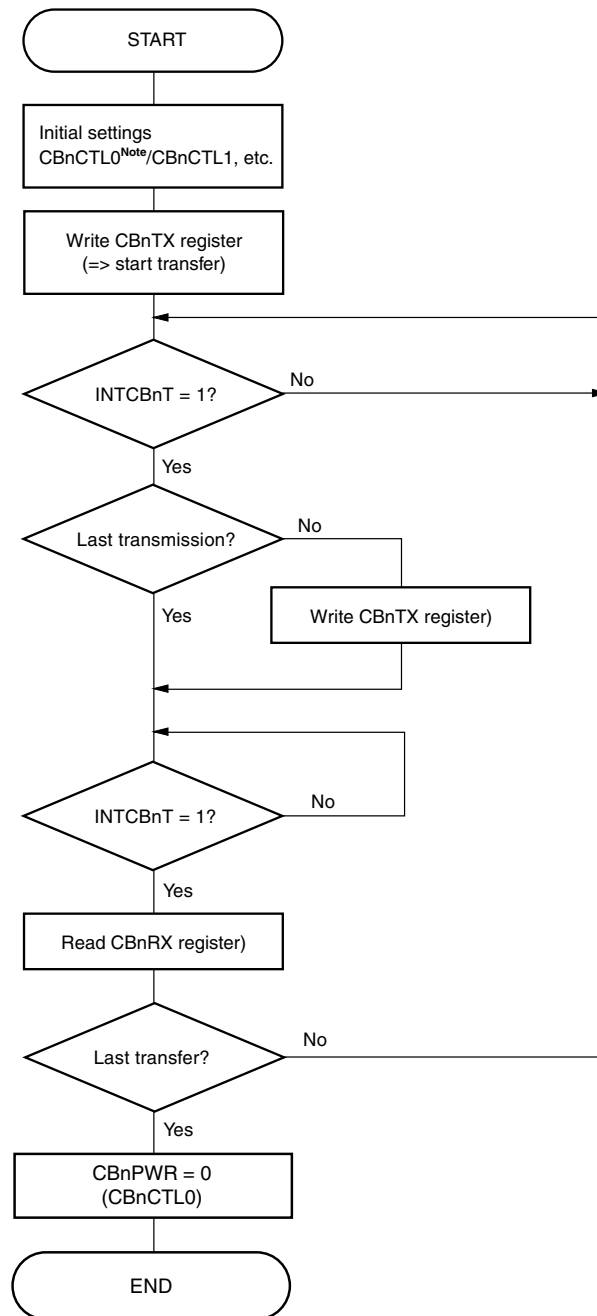 START
Initial settings
CBnCTL0Note/CBnCTL1, etc.
Write CBnTX register
(=> start transfer)
INTCBnT = 1?
No
Yes
Last transmission?
No
Yes
Write CBnTX register)
INTCBnT = 1?
No
Yes
Read CBnRX register)
Last transfer?
No
Yes
CBnPWR = 0
(CBnCTL0)
END